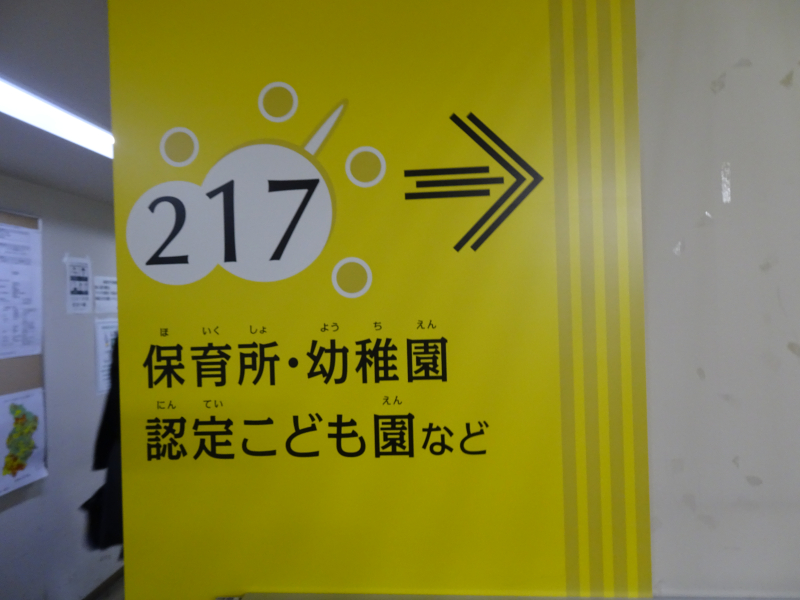 217
ほ いく しょ よう ち えん
保育所・幼稚園
にん てい えん
認定こども園など